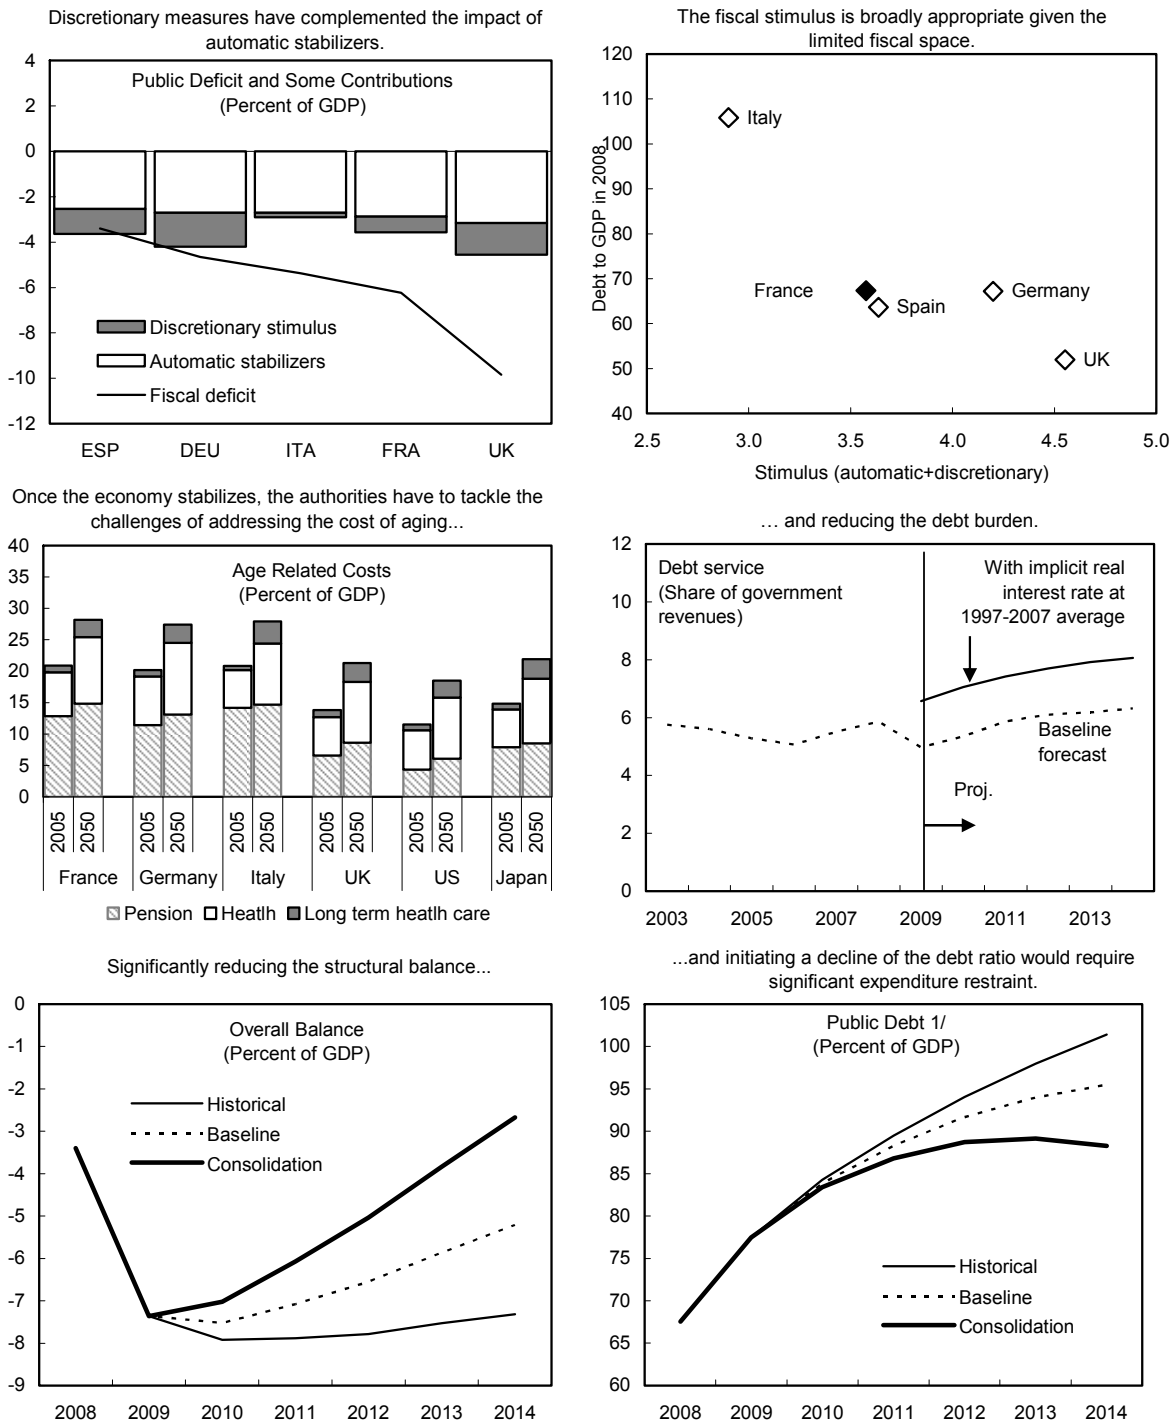 Discretionary measures have complemented the impact of
automatic stabilizers.
Public Deficit and Some Contributions
(Percent of GDP)
4
2
0
-2
-4
-6
-8
-10
-12
Discretionary stimulus
Automatic stabilizers
Fiscal deficit
ESP DEU ITA FRA UK
The fiscal stimulus is broadly appropriate given the
limited fiscal space.
Debt to GDP in 2008
120
110
100
90
80
70
60
50
40
Italy
France
Spain
Germany
UK
2.5 3.0 3.5 4.0 4.5 5.0
Stimulus (automatic+discretionary)
Once the economy stabilizes, the authorities have to tackle the
challenges of addressing the cost of aging...
Age Related Costs
(Percent of GDP)
40
35
30
25
20
15
10
5
0
2005 2050 2005 2050 2005 2050 2005 2050 2005 2050 2005 2050
France Germany Italy UK US Japan
Pension Heatlh Long term heatlh care
... and reducing the debt burden.
12
10
8
6
4
2
0
Debt service
(Share of government
revenues)
With implicit real
interest rate at
1997-2007 average
Baseline
forecast
Proj.
2003 2005 2007 2009 2011 2013
Significantly reducing the structural balance...
Overall Balance
(Percent of GDP)
0
-1
-2
-3
-4
-5
-6
-7
-8
-9
Historical
Baseline
Consolidation
2008 2009 2010 2011 2012 2013 2014
...and initiating a decline of the debt ratio would require
significant expenditure restraint.
Public Debt 1/
(Percent of GDP)
105
100
95
90
85
80
75
70
65
60
Historical
Baseline
Consolidation
2008 2009 2010 2011 2012 2013 2014